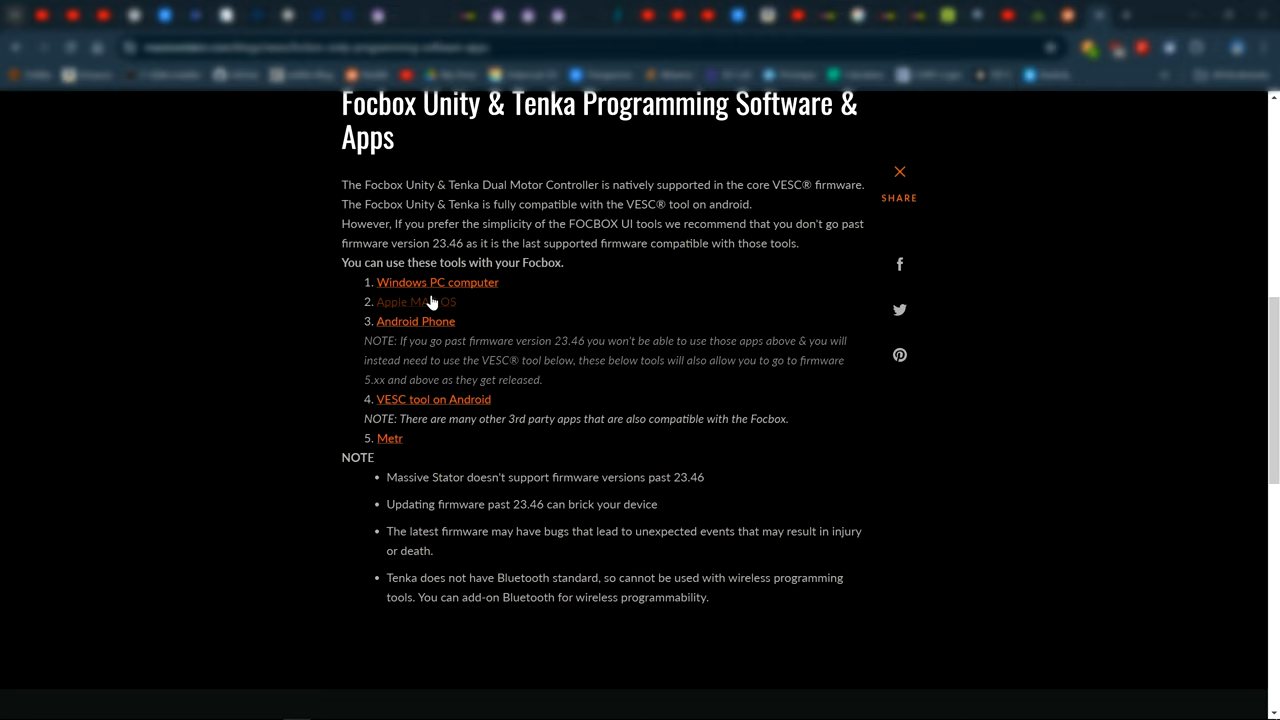 Focbox Unity & Tenka Programming Software &
Apps
The Focbox Unity & Tenka Dual Motor Controller is natively supported in the core VESC® firmware.
The Focbox Unity & Tenka is fully compatible with the VESC® tool on android.
However, If you prefer the simplicity of the FOCBOX UI tools we recommend that you don't go past
firmware version 23.46 as it is the last supported firmware compatible with those tools.
You can use these tools with your Focbox.
1. Windows PC computer
2. Apple MAC OS
3. Android Phone
NOTE: If you go past firmware version 23.46 you won't be able to use those apps above & you will
instead need to use the VESC® tool below, these below tools will also allow you to go to firmware
5.xx and above as they get released.
4. VESC tool on Android
NOTE: There are many other 3rd party apps that are also compatible with the Focbox.
5. Metr
NOTE
• Massive Stator doesn't support firmware versions past 23.46
• Updating firmware past 23.46 can brick your device
• The latest firmware may have bugs that lead to unexpected events that may result in injury
or death.
• Tenka does not have Bluetooth standard, so cannot be used with wireless programming
tools. You can add-on Bluetooth for wireless programmability.
SHARE